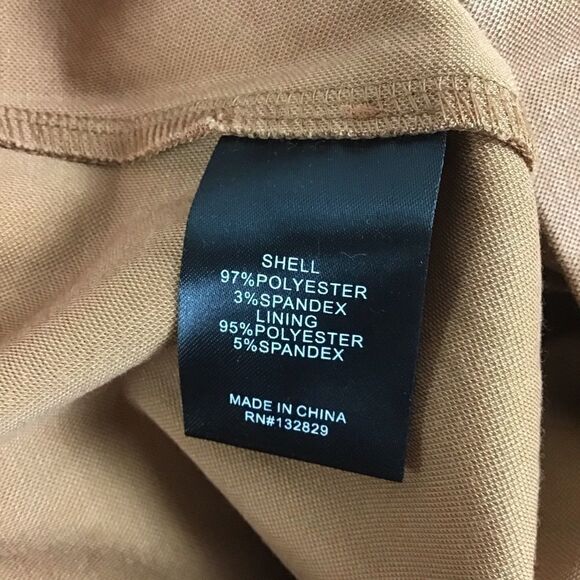 SHELL
97%POLYESTER
3%SPANDEX
LINING
95%POLYESTER
5%SPANDEX
MADE IN CHINA
RN#132829